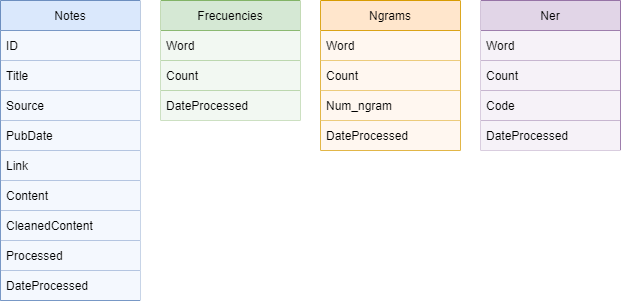 Notes
ID
Title
Source
PubDate
Link
Content
CleanedContent
Processed
DateProcessed
Frecuencies
Word
Count
DateProcessed
Ngrams
Word
Count
Num_ngram
DateProcessed
Ner
Word
Count
Code
DateProcessed